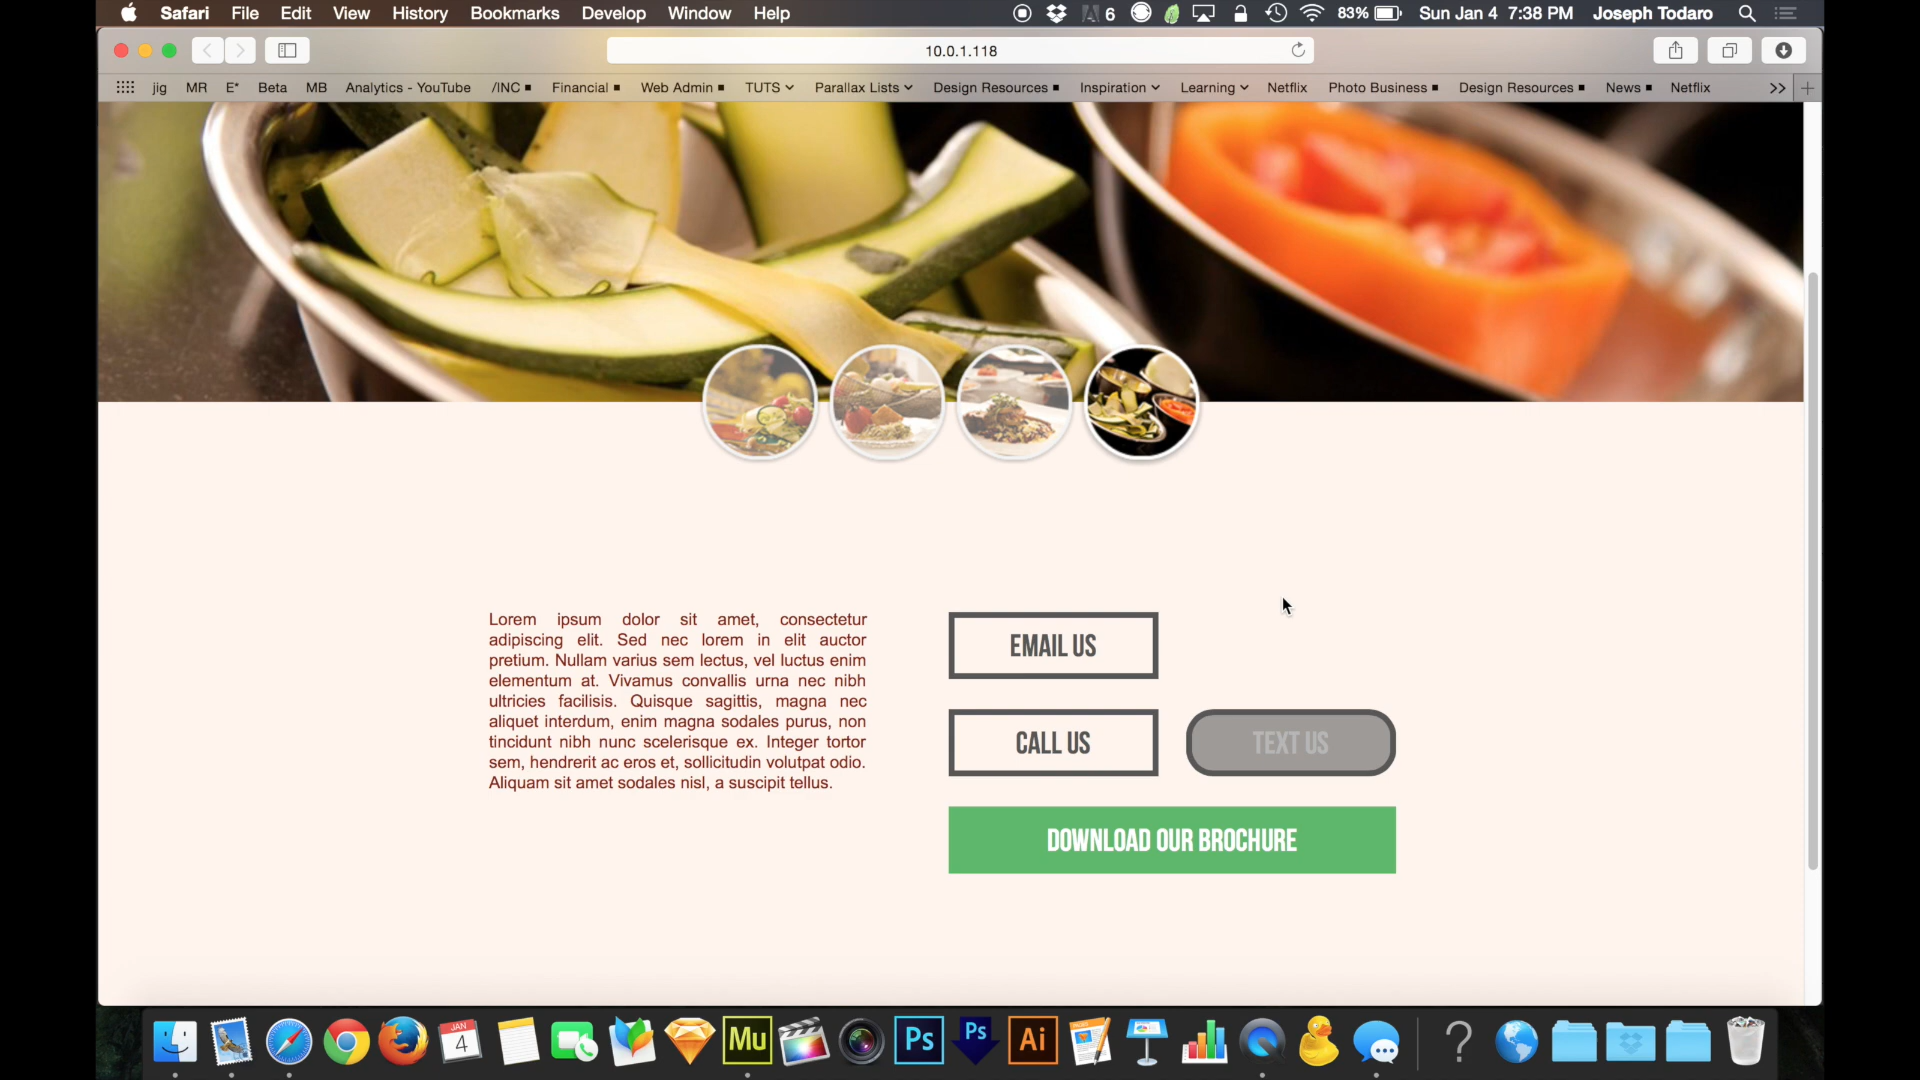 Safari File Edit View History Bookmarks Develop Window Help 6 83% Sun Jan 4 7:38 PM Joseph Todaro
10.0.1.118
jig MR E* Beta MB Analytics - YouTube /INC Financial Web Admin TUTS Parallax Lists Design Resources Inspiration Learning Netflix Photo Business Design Resources News Netflix
Lorem ipsum dolor sit amet, consectetur
adipiscing elit. Sed nec lorem in elit auctor
pretium. Nullam varius sem lectus, vel luctus enim
elementum at. Vivamus convallis urna nec nibh
ultricies facilisis. Quisque sagittis, magna nec
aliquet interdum, enim magna sodales purus, non
tincidunt nibh nunc scelerisque ex. Integer tortor
sem, hendrerit ac eros et, sollicitudin volutpat odio.
Aliquam sit amet sodales nisl, a suscipit tellus.
EMAIL US
CALL US
TEXT US
DOWNLOAD OUR BROCHURE
JAN
4
Mu
Ps
Ps
Ai
?